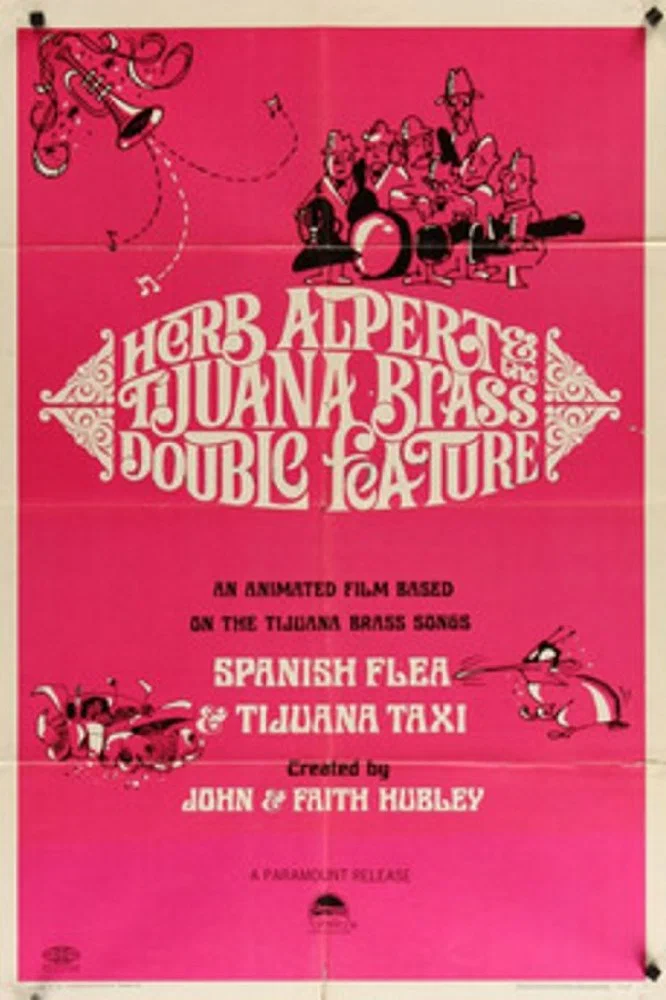 HERB ALPERT &
the
TIJUANA BRASS
DOUBLE FEATURE
AN ANIMATED FILM BASED
ON THE TIJUANA BRASS SONGS
SPANISH FLEA
& TIJUANA TAXI
Created by
JOHN & FAITH HUBLEY
A PARAMOUNT RELEASE